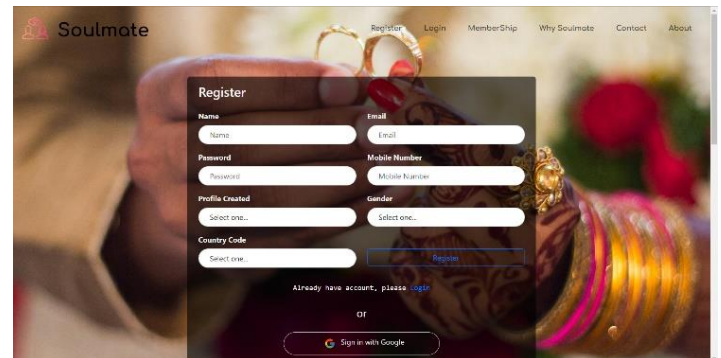 Soulmate
Register Login MemberShip Why Soulmate Contact About
Register
Name Email
Name Email
Password Mobile Number
Password Mobile Number
Profile Created Gender
Select one... Select one...
Country Code
Select one... Register
Already have account, please Login
or
Sign in with Google